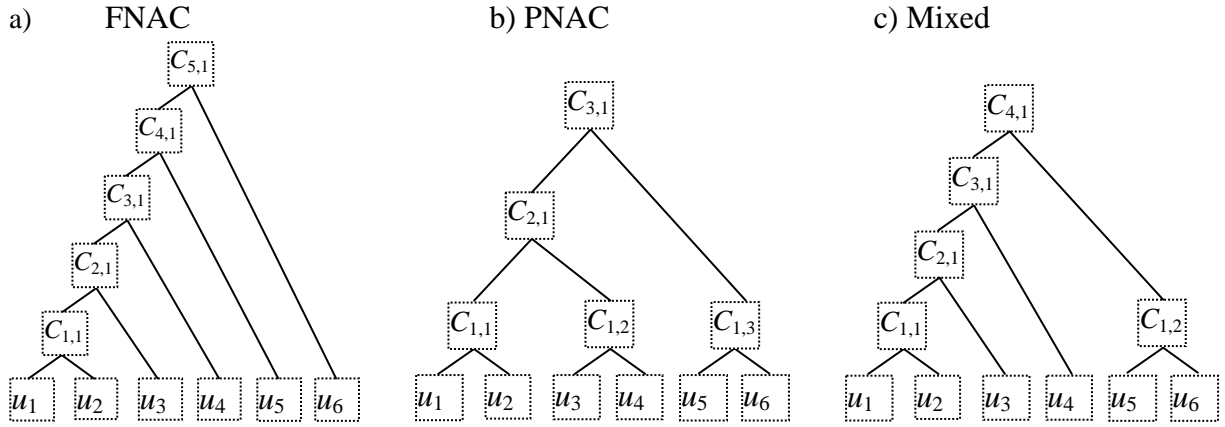 a) FNAC b) PNAC c) Mixed
C5,1
C3,1 C4,1
C4,1
C3,1 C3,1
C2,1
C2,1 C2,1
C1,1 C1,1 C1,2 C1,3 C1,1 C1,2
u1 u2 u3 u4 u5 u6 u1 u2 u3 u4 u5 u6 u1 u2 u3 u4 u5 u6